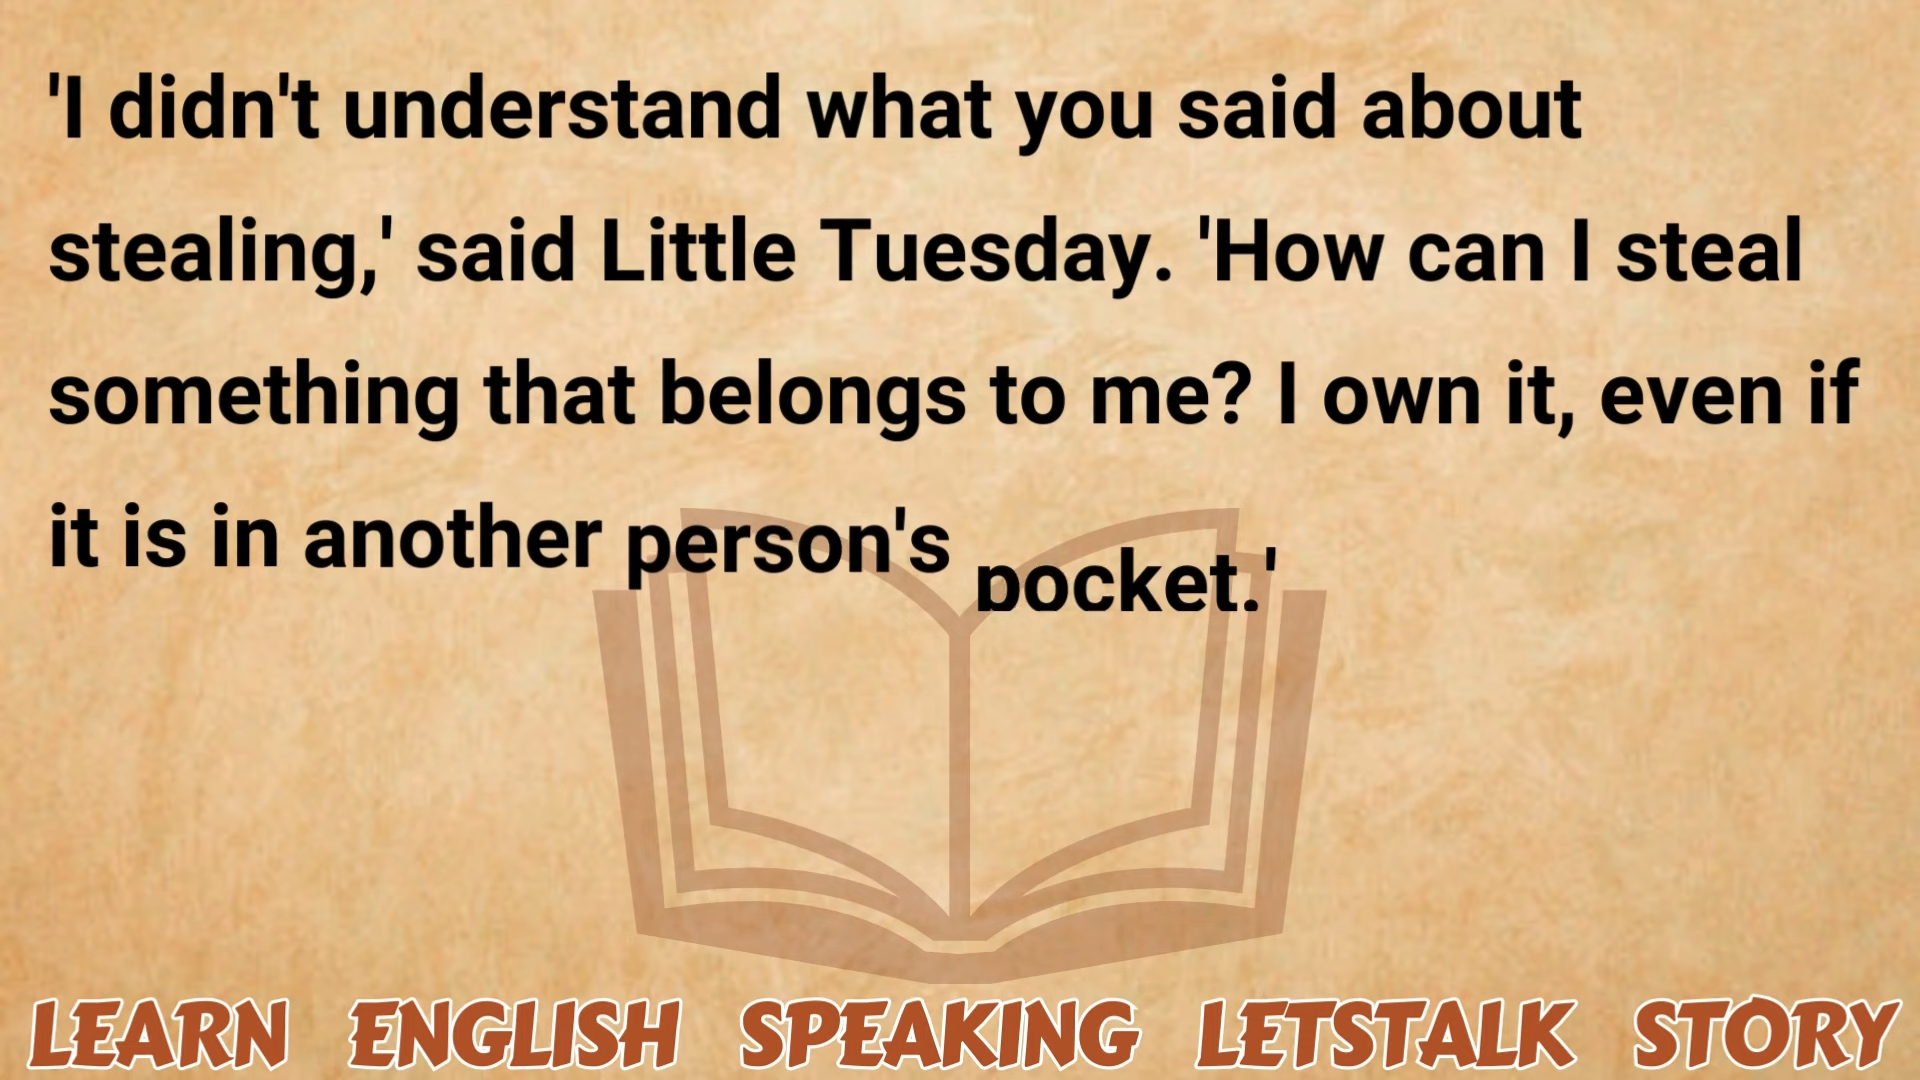 'I didn't understand what you said about
stealing,' said Little Tuesday. 'How can I steal
something that belongs to me? I own it, even if
it is in another person's pocket.'
LEARN ENGLISH SPEAKING LETSTALK STORY